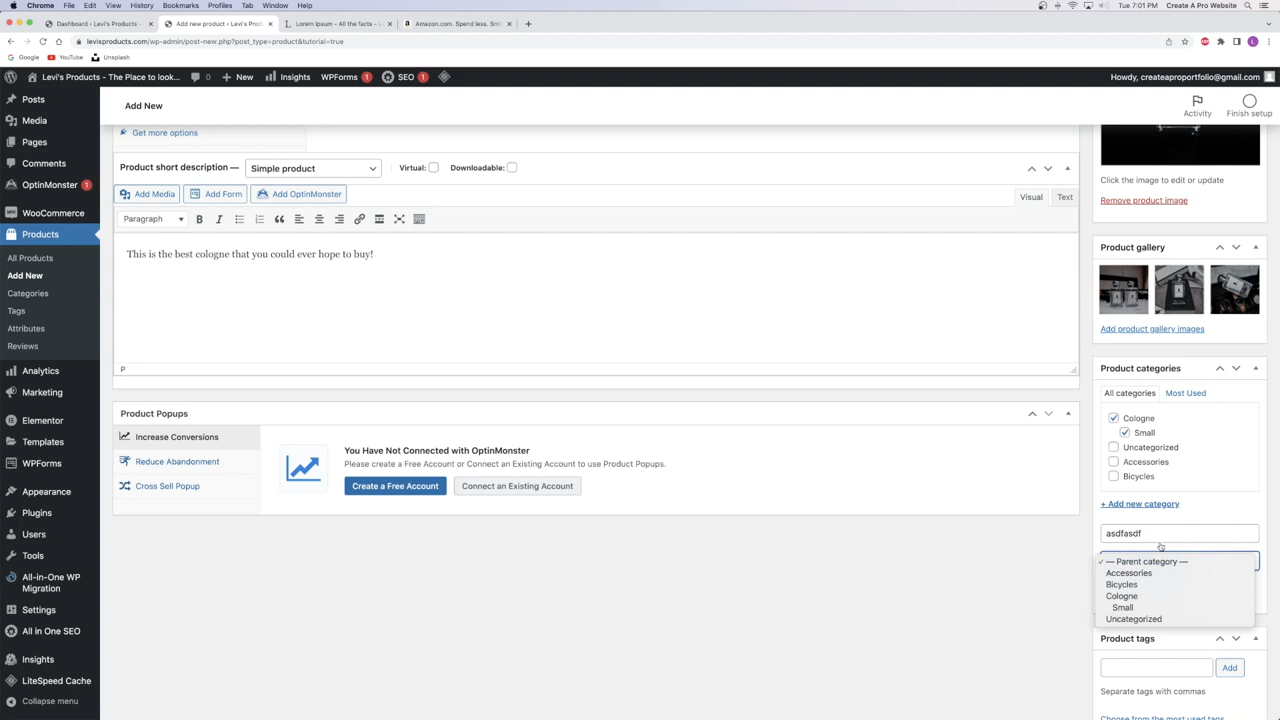 Chrome File Edit View History Bookmarks Profiles Tab Window Help Tue 7:01 PM Create A Pro Website
Dashboard ‹ Levi's Products - Add new product ‹ Levi's Produ Lorem Ipsum - All the facts - L Amazon.com. Spend less. Smil
levisproducts.com/wp-admin/post-new.php?post_type=product&tutorial=true
Google YouTube Unsplash
Levi's Products - The Place to look... 0 New Insights WPForms 1 SEO 1 Howdy, createaproportfolio@gmail.com
Posts
Media
Pages
Comments
OptinMonster 1
WooCommerce
Products
All Products
Add New
Categories
Tags
Attributes
Reviews
Analytics
Marketing
Elementor
Templates
WPForms
Appearance
Plugins
Users
Tools
All-in-One WP
Migration
Settings
All in One SEO
Insights
LiteSpeed Cache
Collapse menu
Add New
Activity
Finish setup
Get more options
Product short description — Simple product Virtual: Downloadable:
Add Media Add Form Add OptinMonster
Visual Text
Paragraph B I
This is the best cologne that you could ever hope to buy!
P
Product Popups
Increase Conversions
Reduce Abandonment
Cross Sell Popup
You Have Not Connected with OptinMonster
Please create a Free Account or Connect an Existing Account to use Product Popups.
Create a Free Account Connect an Existing Account
Click the image to edit or update
Remove product image
Product gallery
Add product gallery images
Product categories
All categories Most Used
Cologne
Small
Uncategorized
Accessories
Bicycles
+ Add new category
asdfasdf
— Parent category —
Accessories
Bicycles
Cologne
Small
Uncategorized
Product tags
Add
Separate tags with commas
Choose from the most used tags